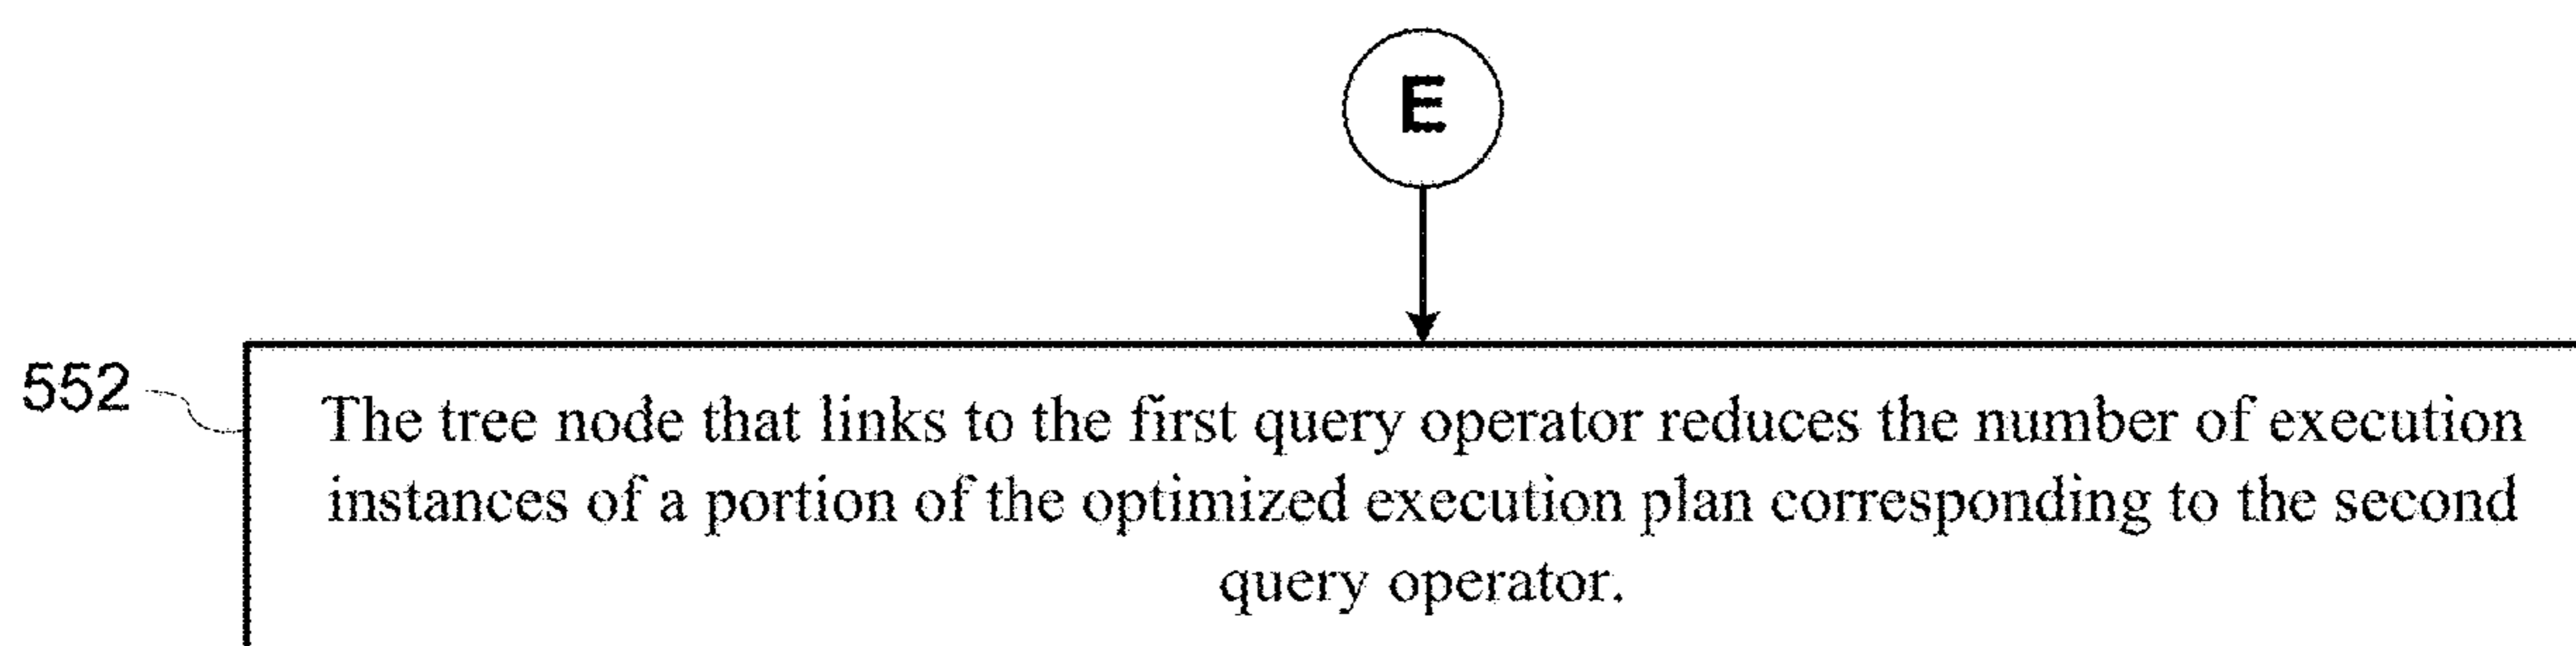 E
552
The tree node that links to the first query operator reduces the number of execution
instances of a portion of the optimized execution plan corresponding to the second
query operator.